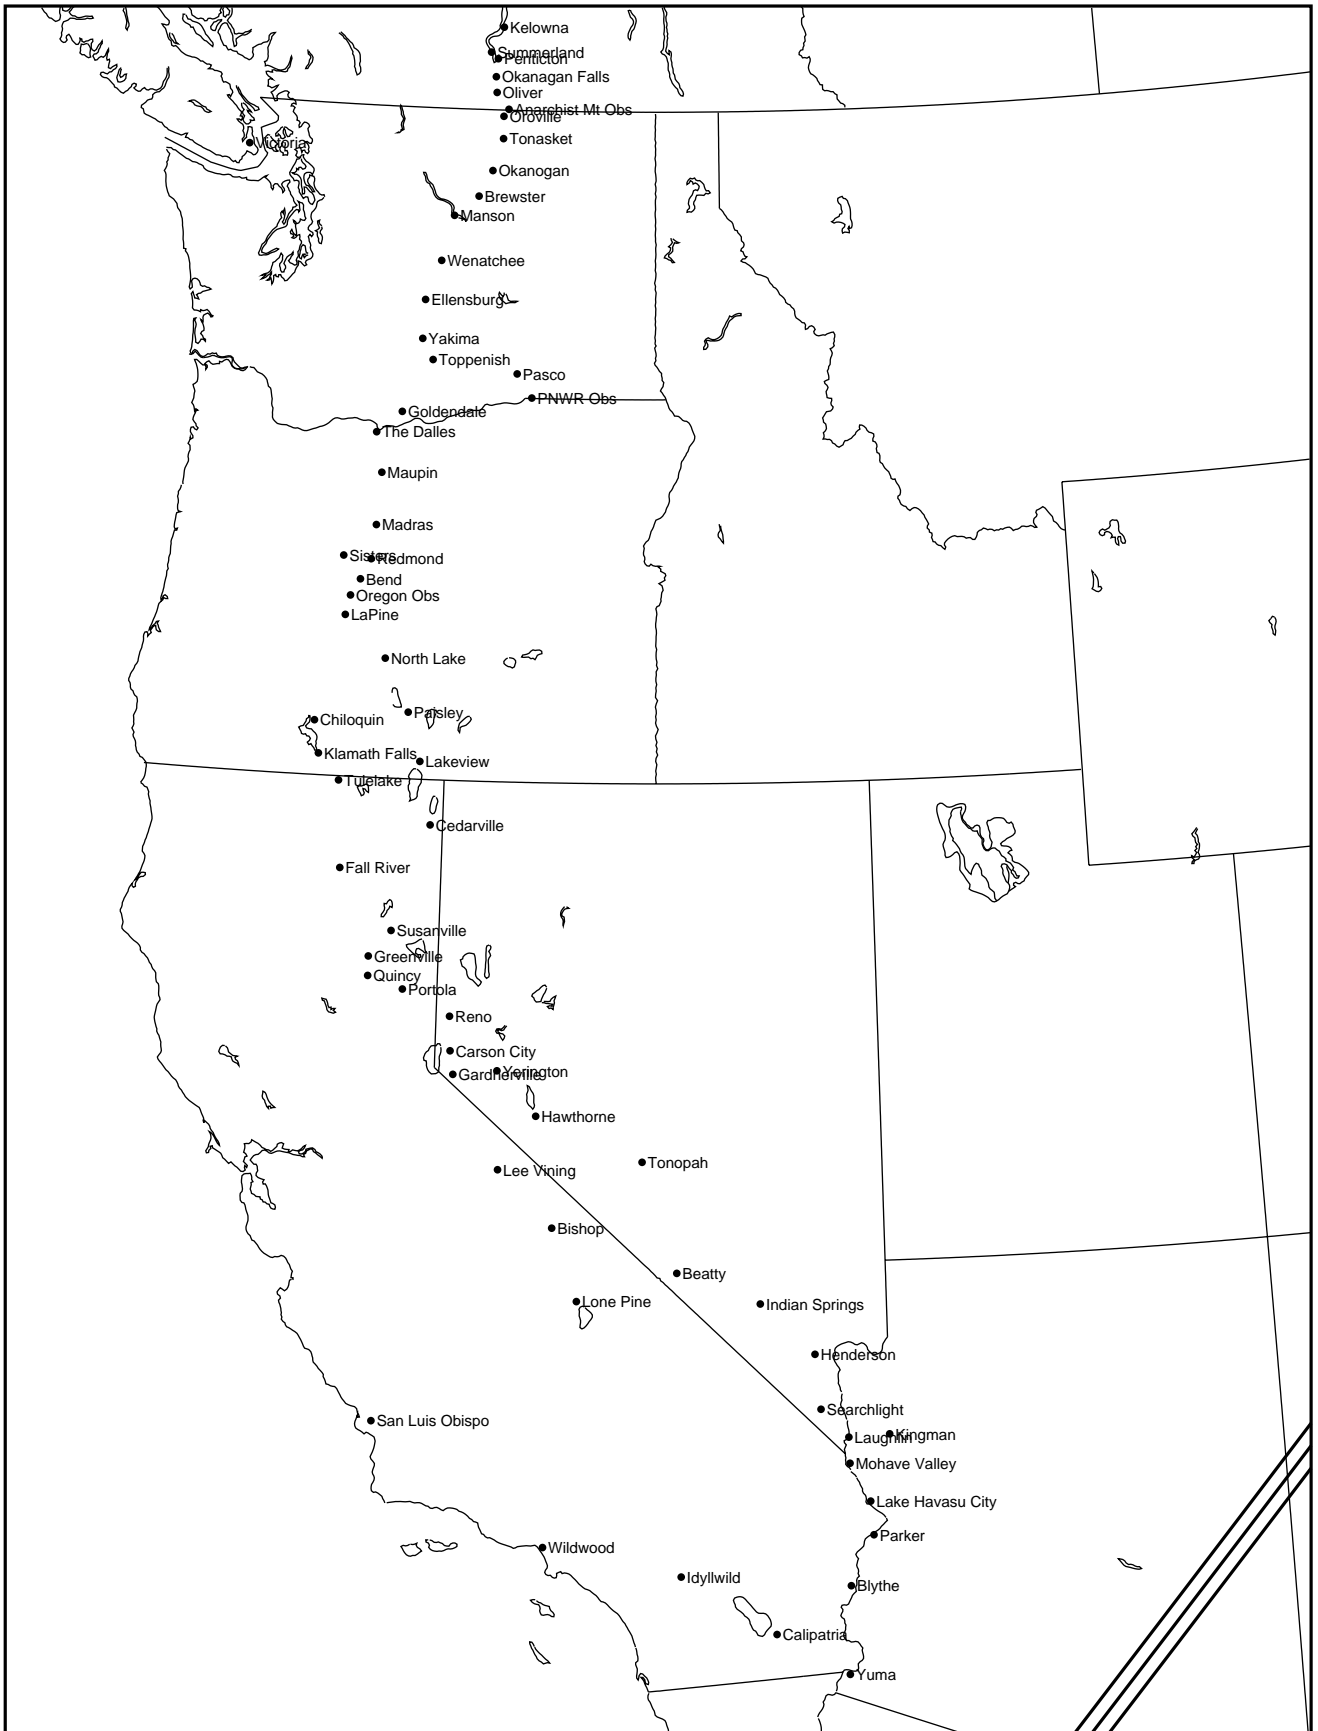 Kelowna
Summerland
Penticton
Okanagan Falls
Oliver
Anarchist Mt Obs
Oroville
Tonasket
Victoria
Okanogan
Brewster
Manson
Wenatchee
Ellensburg
Yakima
Toppenish
Pasco
PNWR Obs
Goldendale
The Dalles
Maupin
Madras
Sisters
Redmond
Bend
Oregon Obs
LaPine
North Lake
Paisley
Chiloquin
Klamath Falls
Lakeview
Tulelake
Cedarville
Fall River
Susanville
Greenville
Quincy
Portola
Reno
Carson City
Yerington
Gardnerville
Hawthorne
Tonopah
Lee Vining
Bishop
Beatty
Lone Pine
Indian Springs
Henderson
Searchlight
San Luis Obispo
Kingman
Laughlin
Mohave Valley
Lake Havasu City
Parker
Wildwood
Idyllwild
Blythe
Calipatria
Yuma